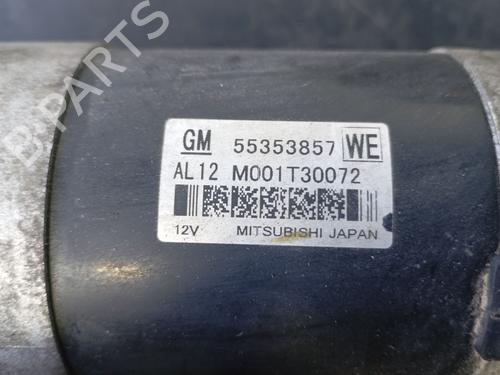 GM 55353857 WE
AL12 M001T30072
12V MITSUBISHI JAPAN
B-PARTS